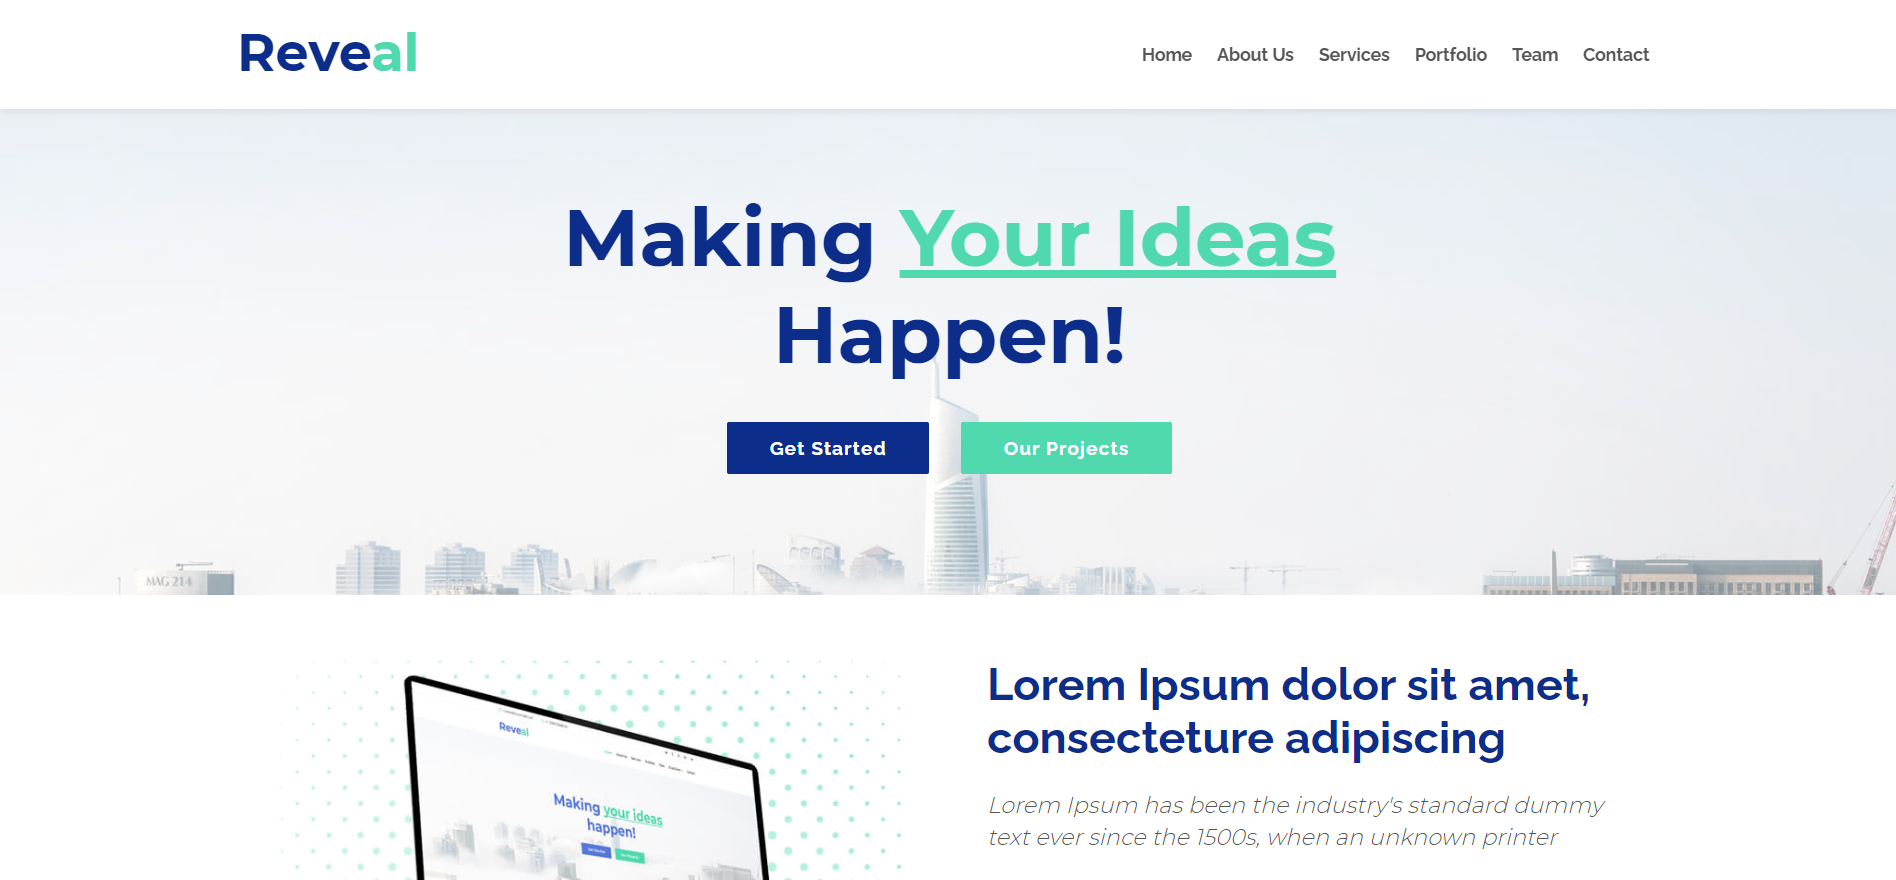 Reveal
Home About Us Services Portfolio Team Contact
Making Your Ideas
Happen!
Get Started Our Projects
MAG 214
Lorem Ipsum dolor sit amet,
consecteture adipiscing
Lorem Ipsum has been the industry's standard dummy
text ever since the 1500s, when an unknown printer
Reveal
Making your ideas
happen!